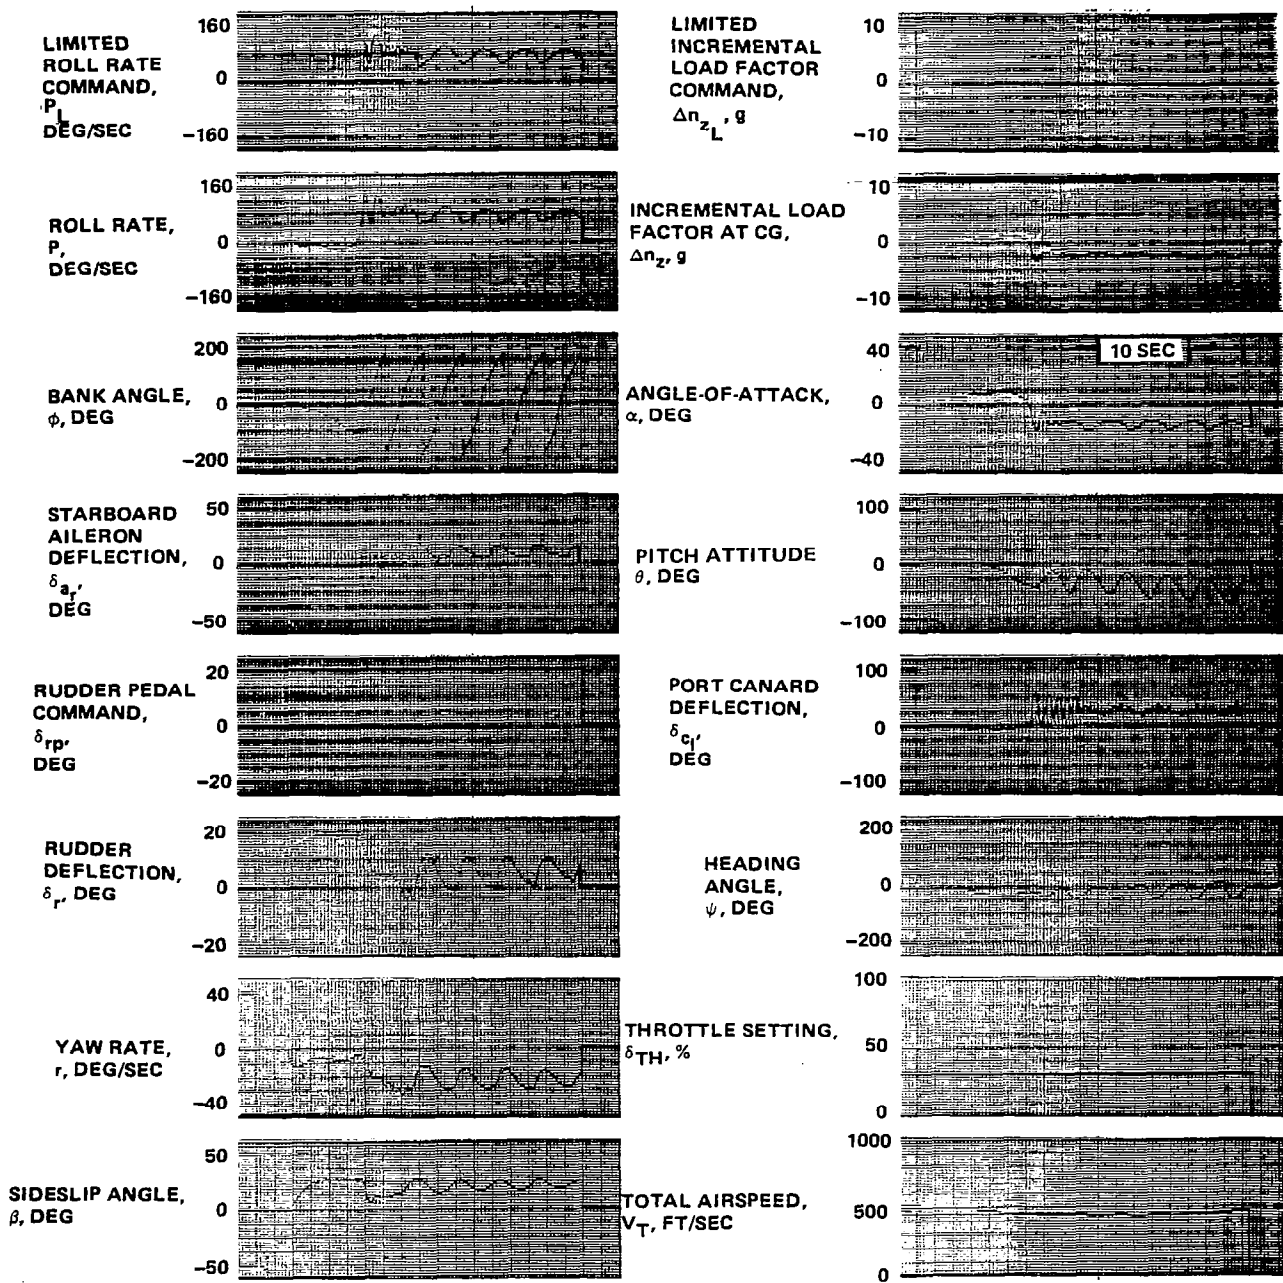 LIMITED
ROLL RATE
COMMAND,
P_L
DEG/SEC
160
0
−160
LIMITED
INCREMENTAL
LOAD FACTOR
COMMAND,
Δn_z_L, g
10
0
−10
ROLL RATE,
P,
DEG/SEC
160
0
−160
INCREMENTAL LOAD
FACTOR AT CG,
Δn_z, g
10
0
−10
BANK ANGLE,
φ, DEG
200
0
−200
ANGLE-OF-ATTACK,
α, DEG
40
0
−40
10 SEC
STARBOARD
AILERON
DEFLECTION,
δ_a_r,
DEG
50
0
−50
PITCH ATTITUDE
θ, DEG
100
0
−100
RUDDER PEDAL
COMMAND,
δ_rp,
DEG
20
0
−20
PORT CANARD
DEFLECTION,
δ_c_l,
DEG
100
0
−100
RUDDER
DEFLECTION,
δ_r, DEG
20
0
−20
HEADING
ANGLE,
ψ, DEG
200
0
−200
YAW RATE,
r, DEG/SEC
40
0
−40
THROTTLE SETTING,
δ_TH, %
100
50
0
SIDESLIP ANGLE,
β, DEG
50
0
−50
TOTAL AIRSPEED,
V_T, FT/SEC
1000
500
0